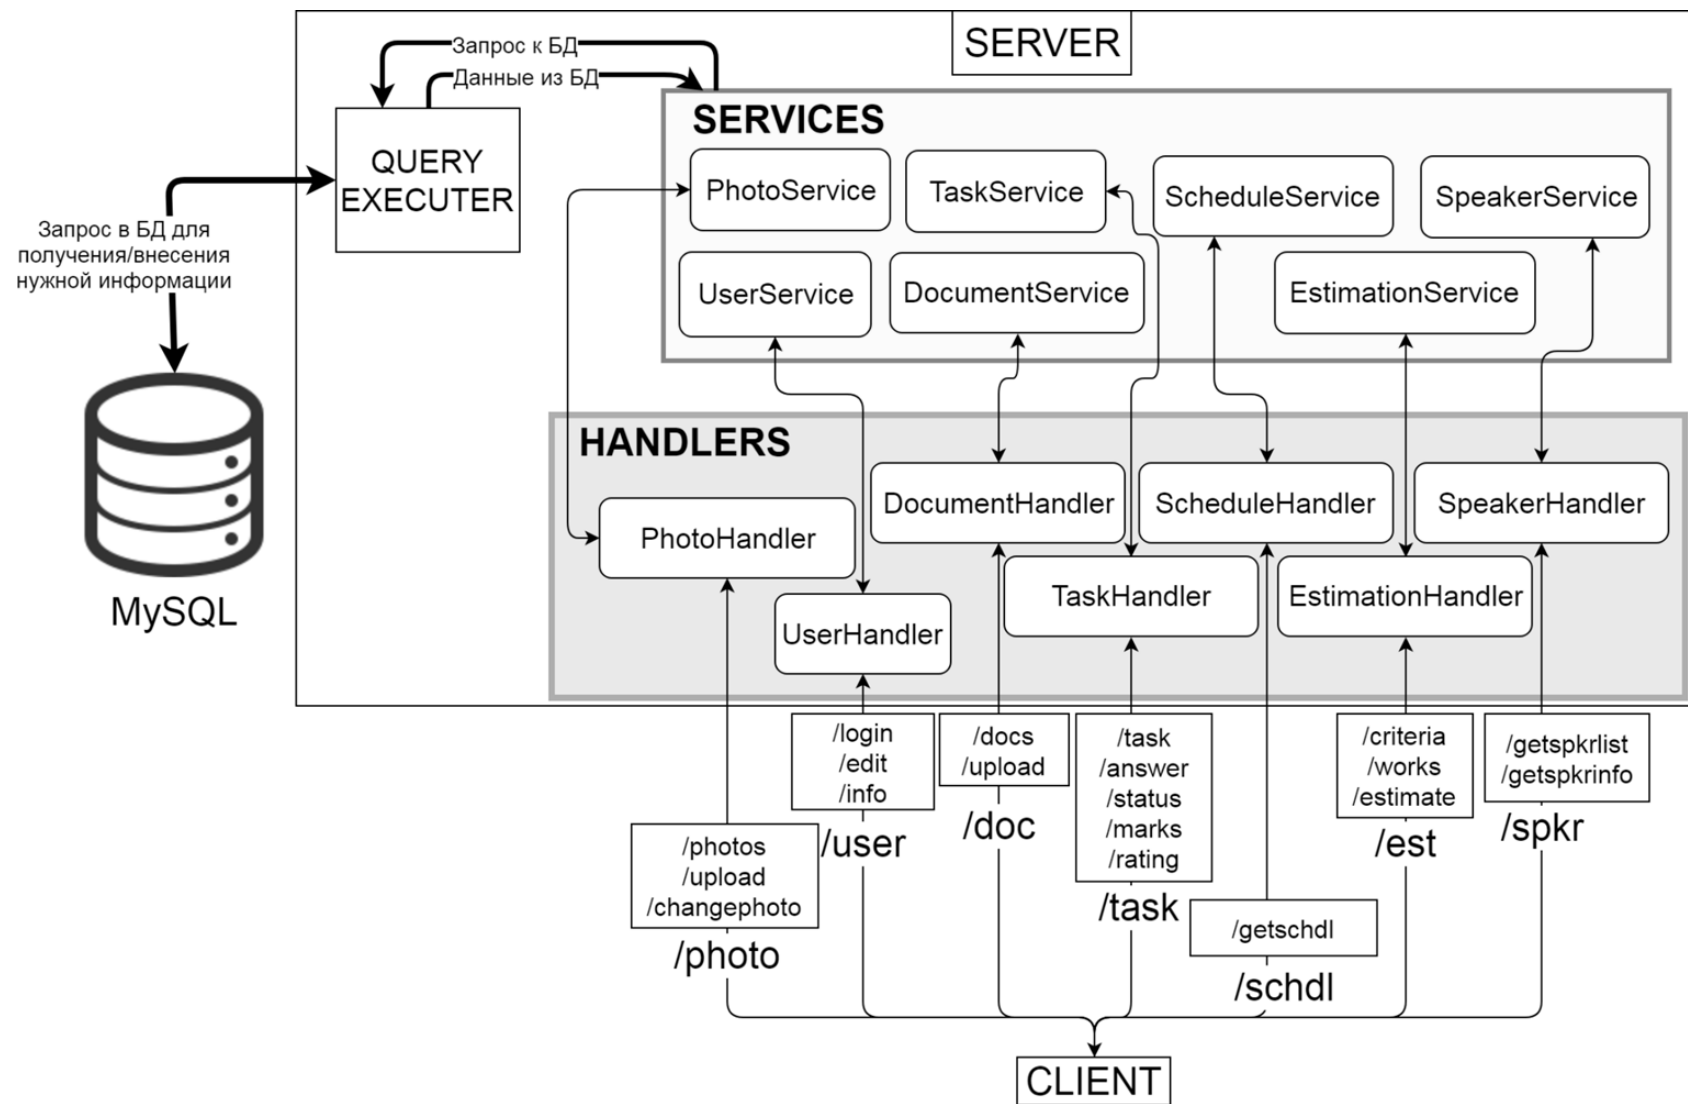 SERVER
Запрос к БД
Данные из БД
QUERY
EXECUTER
SERVICES
PhotoService
TaskService
ScheduleService
SpeakerService
UserService
DocumentService
EstimationService
Запрос в БД для
получения/внесения
нужной информации
MySQL
HANDLERS
DocumentHandler
ScheduleHandler
SpeakerHandler
PhotoHandler
TaskHandler
EstimationHandler
UserHandler
/photos
/upload
/changephoto
/photo
/login
/edit
/info
/user
/docs
/upload
/doc
/task
/answer
/status
/marks
/rating
/task
/getschdl
/schdl
/criteria
/works
/estimate
/est
/getspkrlist
/getspkrinfo
/spkr
CLIENT